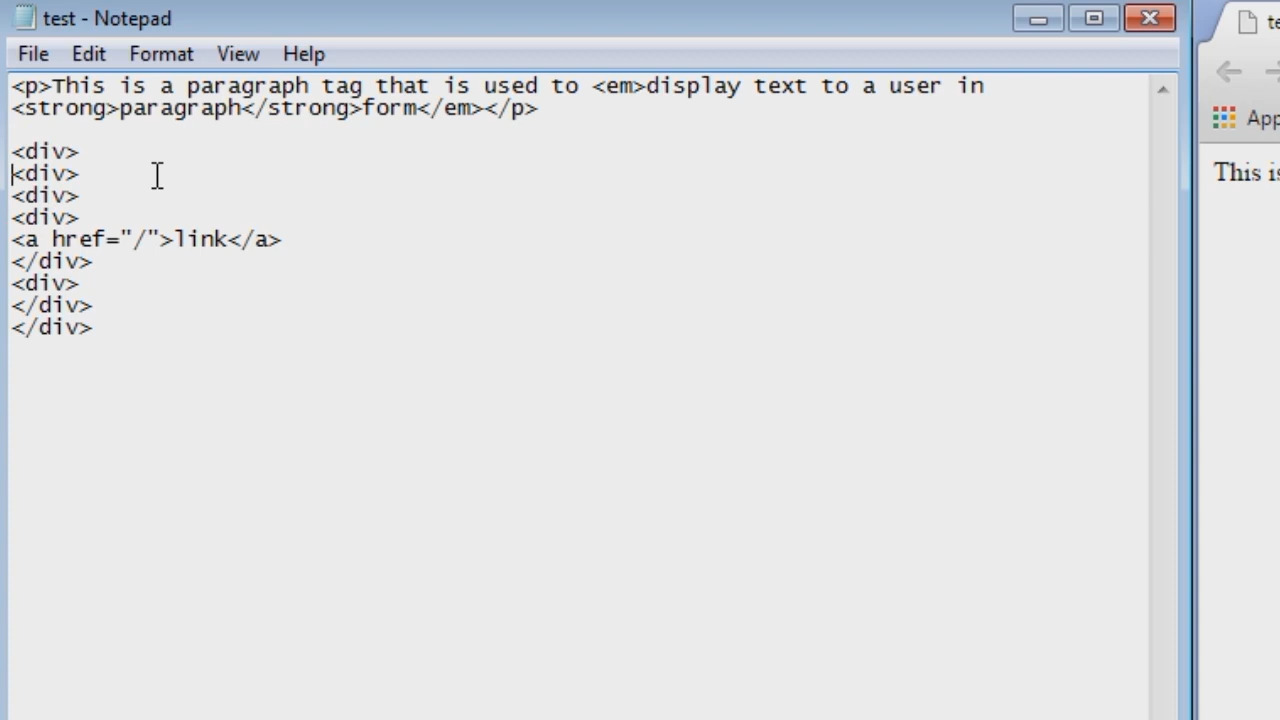 test - Notepad
File Edit Format View Help
<p>This is a paragraph tag that is used to <em>display text to a user in
<strong>paragraph</strong>form</em></p>
<div>
<div>
<div>
<div>
<a href="/">link</a>
</div>
<div>
</div>
</div>
te
App
This is